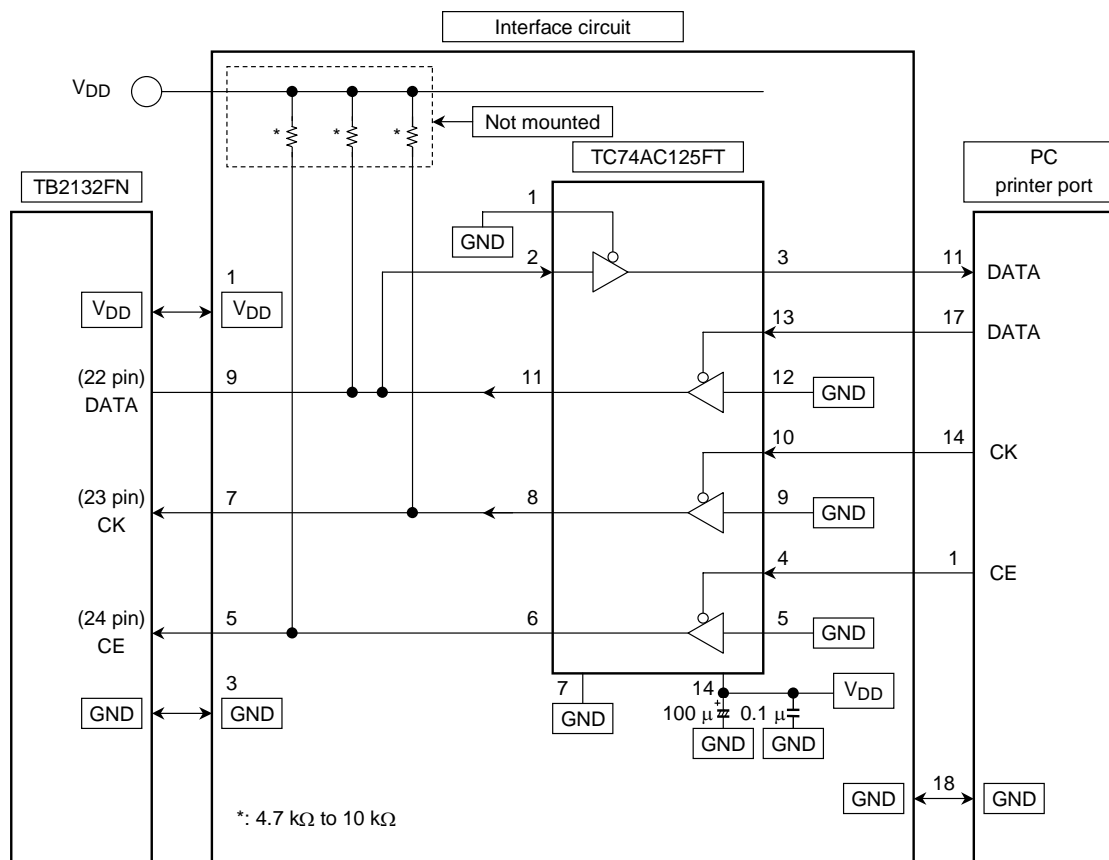 Interface circuit
VDD
* * *
Not mounted
TC74AC125FT
PC
printer port
TB2132FN
1
GND
2
3
11
DATA
1
VDD
VDD
13
17
DATA
(22 pin)
DATA
9
11
12
GND
10
14
CK
(23 pin)
CK
7
8
9
GND
4
1
CE
(24 pin)
CE
5
6
5
GND
3
GND
GND
7
GND
14
VDD
100 μ
+
0.1 μ
GND
GND
GND
18
GND
*: 4.7 kΩ to 10 kΩ